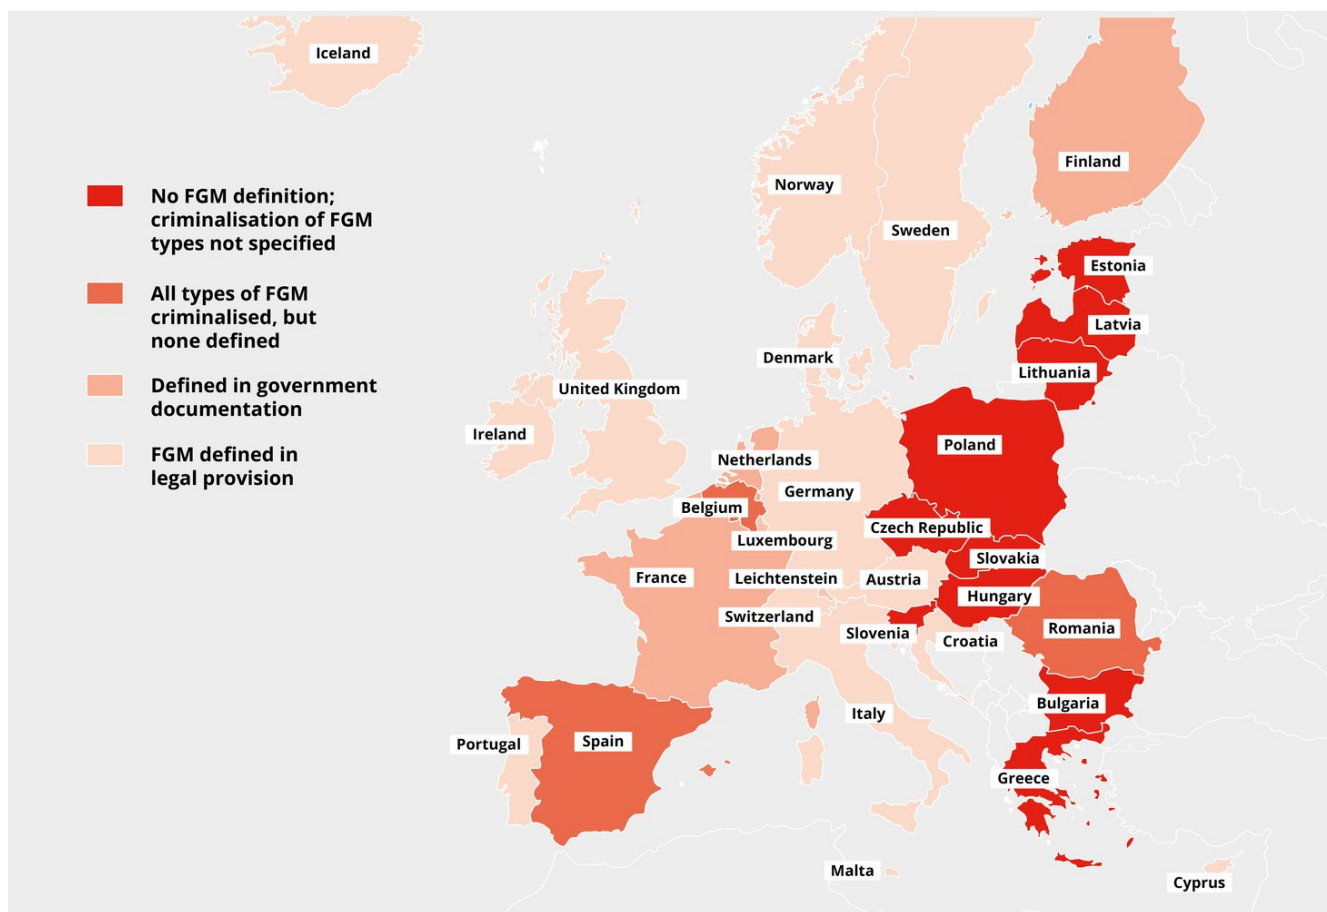 Iceland
Finland
Norway
No FGM definition;
criminalisation of FGM
types not specified
Sweden
Estonia
All types of FGM
criminalised, but
none defined
Latvia
Denmark
Lithuania
Defined in government
documentation
United Kingdom
Ireland
Poland
FGM defined in
legal provision
Netherlands
Germany
Belgium
Czech Republic
Luxembourg
Slovakia
France
Leichtenstein
Austria
Hungary
Switzerland
Slovenia
Romania
Croatia
Bulgaria
Italy
Portugal
Spain
Greece
Malta
Cyprus